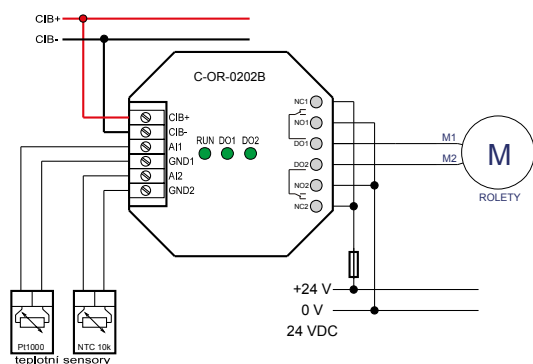 CIB+
CIB-
C-OR-0202B
CIB+
CIB-
AI1
GND1
AI2
GND2
RUN DO1 DO2
NC1
NO1
DO1
DO2
NO2
NC2
M1
M2
M
ROLETY
+24 V
0 V
24 VDC
Pt1000
NTC 10k
teplotní sensory